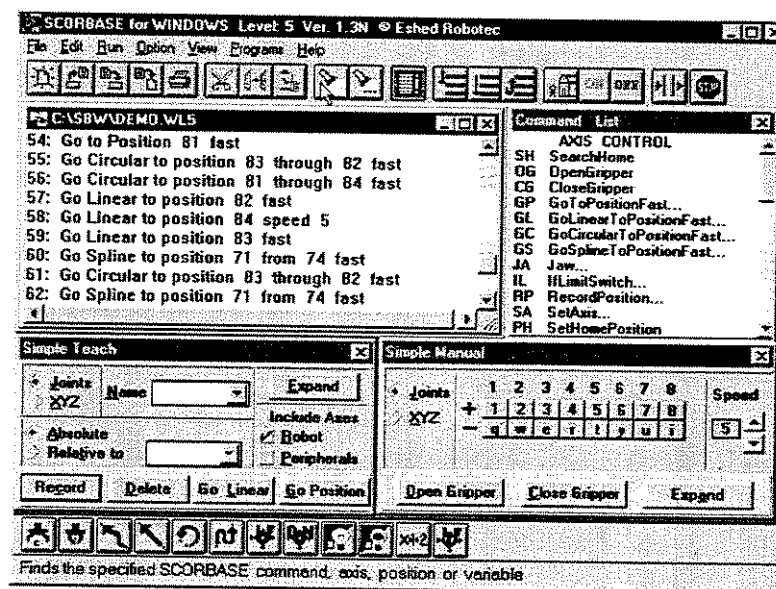 SCORBASE for WINDOWS Level 5 Ver. 1.3N © Eshed Robotec
File Edit Run Option View Programs Help
ON OFF STOP
C:\SBW\DEMO.WL5
54: Go to Position 81 fast
55: Go Circular to position 83 through 82 fast
56: Go Circular to position 81 through 84 fast
57: Go Linear to position 82 fast
58: Go Linear to position 84 speed 5
59: Go Linear to position 83 fast
60: Go Spline to position 71 from 74 fast
61: Go Circular to position 83 through 82 fast
62: Go Spline to position 71 from 74 fast
Command List
AXIS CONTROL
SH SearchHome
OG OpenGripper
CG CloseGripper
GP GoToPositionFast...
GL GoLinearToPositionFast...
GC GoCircularToPositionFast...
GS GoSplineToPositionFast...
JA Jaw...
IL IfLimitSwitch...
RP RecordPosition...
SA SetAxis...
PH SetHomePosition
Simple Teach
Joints
XYZ
Name
Expand
Include Axes
Absolute
Relative to
Robot
Peripherals
Record Delete Go Linear Go Position
Simple Manual
Joints
XYZ
1 2 3 4 5 6 7 8
+ 1 2 3 4 5 6 7 8
- q w e r t y u i
Speed
5
Open Gripper Close Gripper Expand
x+2
Finds the specified SCORBASE command, axis, position or variable